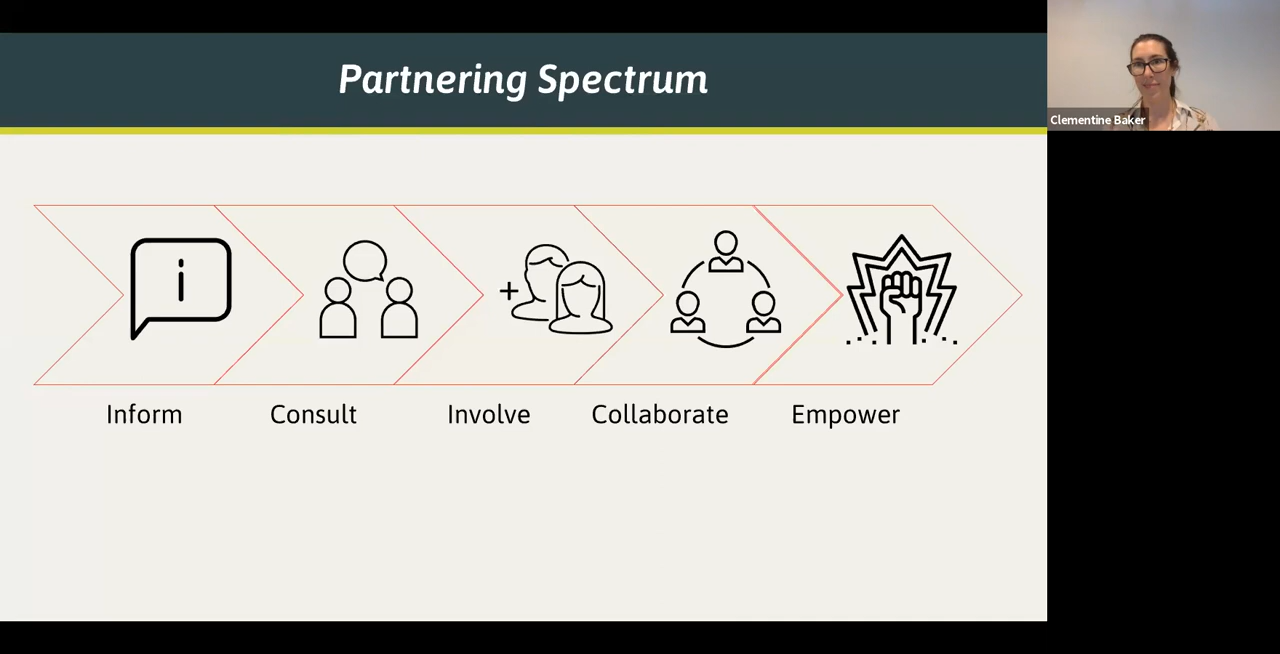 Partnering Spectrum
Clementine Baker
i
Inform Consult Involve Collaborate Empower